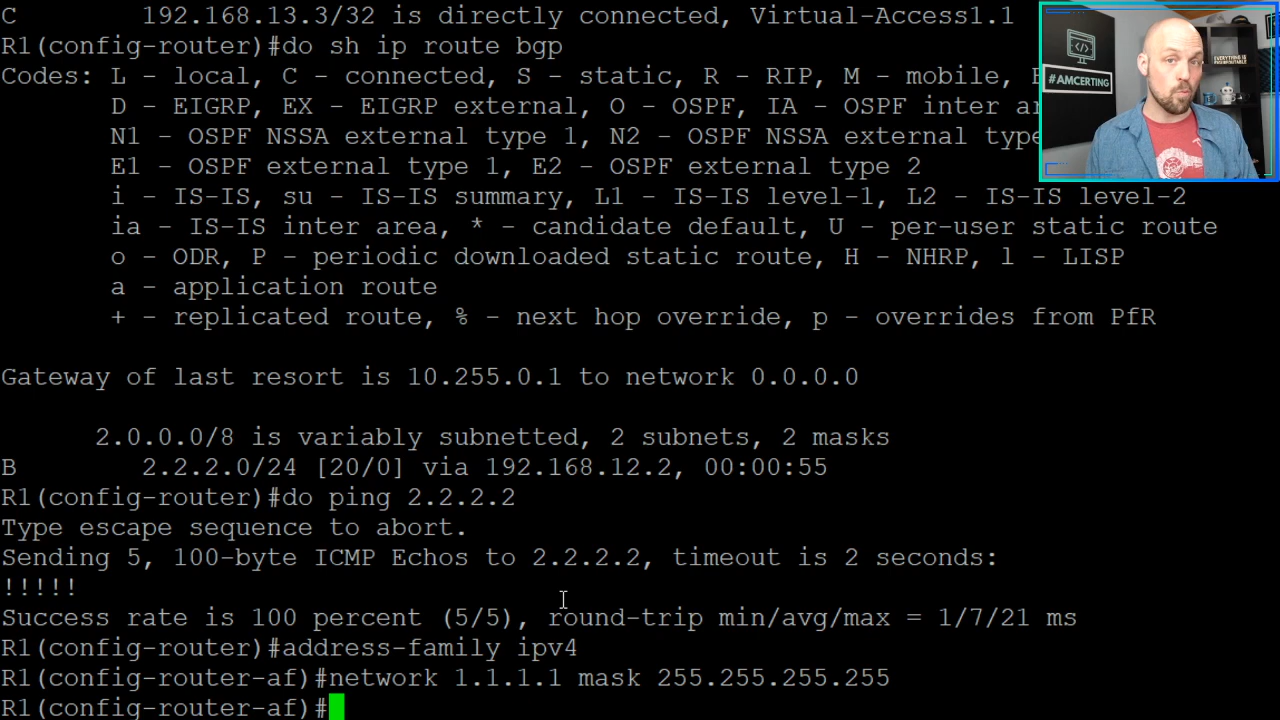 C        192.168.13.3/32 is directly connected, Virtual-Access1.1
R1(config-router)#do sh ip route bgp
Codes: L - local, C - connected, S - static, R - RIP, M - mobile,
       D - EIGRP, EX - EIGRP external, O - OSPF, IA - OSPF inter
       N1 - OSPF NSSA external type 1, N2 - OSPF NSSA external type
       E1 - OSPF external type 1, E2 - OSPF external type 2
       i - IS-IS, su - IS-IS summary, L1 - IS-IS level-1, L2 - IS-IS level-2
       ia - IS-IS inter area, * - candidate default, U - per-user static route
       o - ODR, P - periodic downloaded static route, H - NHRP, l - LISP
       a - application route
       + - replicated route, % - next hop override, p - overrides from PfR
Gateway of last resort is 10.255.0.1 to network 0.0.0.0
      2.0.0.0/8 is variably subnetted, 2 subnets, 2 masks
B        2.2.2.0/24 [20/0] via 192.168.12.2, 00:00:55
R1(config-router)#do ping 2.2.2.2
Type escape sequence to abort.
Sending 5, 100-byte ICMP Echos to 2.2.2.2, timeout is 2 seconds:
!!!!!
Success rate is 100 percent (5/5), round-trip min/avg/max = 1/7/21 ms
R1(config-router)#address-family ipv4
R1(config-router-af)#network 1.1.1.1 mask 255.255.255.255
R1(config-router-af)#
#AMCERTING